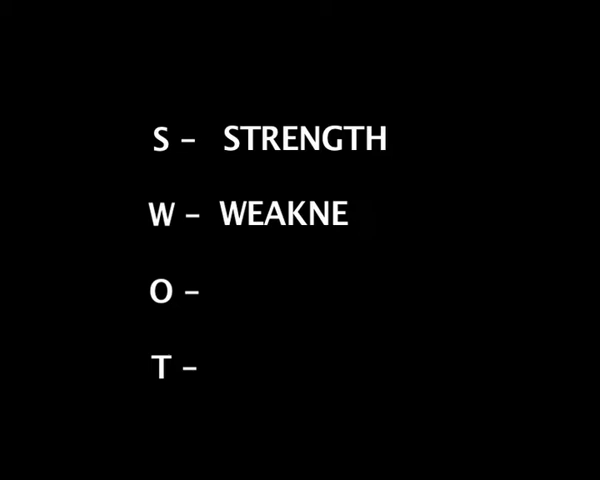 S – STRENGTH
W – WEAKNE
O –
T –